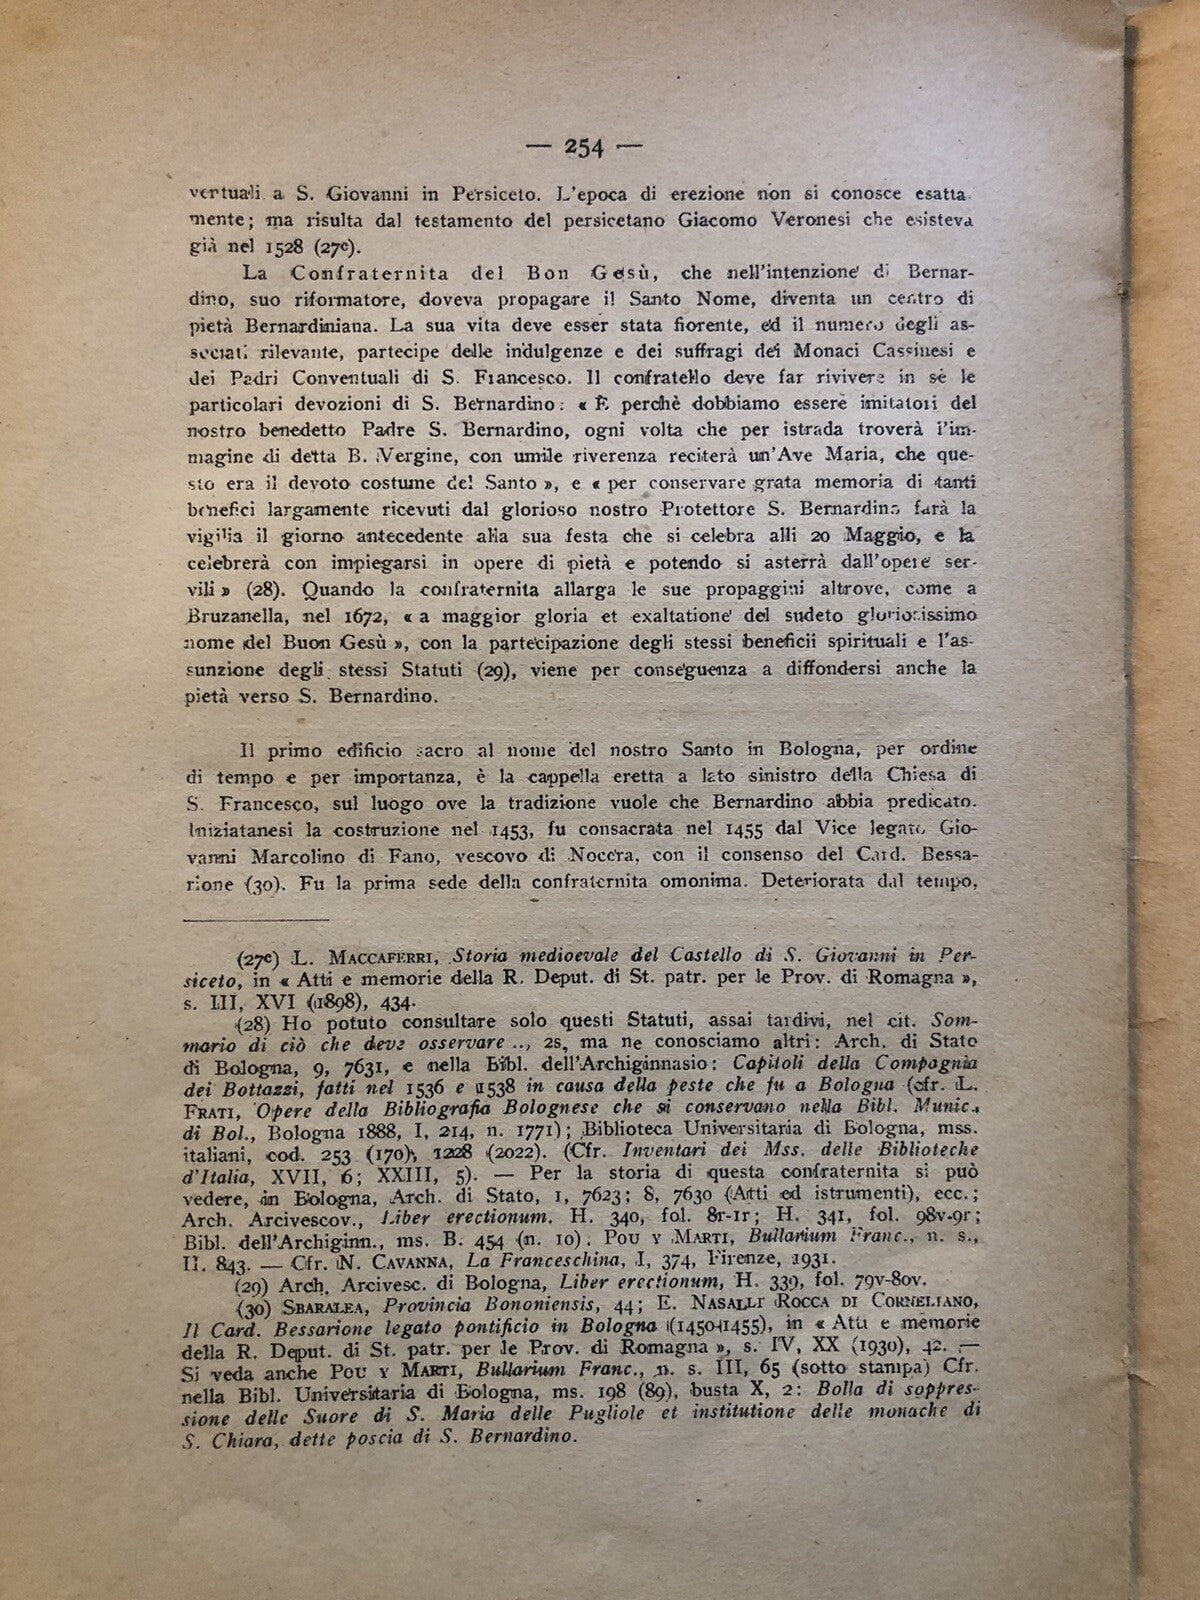 — 254 —
ventuali a S. Giovanni in Persiceto. L'epoca di erezione non si conosce esatta
mente; ma risulta dal testamento del persicetano Giacomo Veronesi che esisteva
già nel 1528 (27c).
La Confraternita del Bon Gesù, che nell'intenzione di Bernar-
dino, suo riformatore, doveva propagare il Santo Nome, diventa un centro di
pietà Bernardiniana. La sua vita deve esser stata fiorente, ed il numero degli as-
sociati rilevante, partecipe delle indulgenze e dei suffragi dei Monaci Cassinesi e
dei Padri Conventuali di S. Francesco. Il confratello deve far rivivere in sè le
particolari devozioni di S. Bernardino: « E perchè dobbiamo essere imitatori del
nostro benedetto Padre S. Bernardino, ogni volta che per istrada troverà l'im-
magine di detta B. Vergine, con umile riverenza reciterà un'Ave Maria, che que-
sto era il devoto costume del Santo », e « per conservare grata memoria di tanti
benefici largamente ricevuti dal glorioso nostro Protettore S. Bernardino farà la
vigilia il giorno antecedente alla sua festa che si celebra alli 20 Maggio, e la
celebrerà con impiegarsi in opere di pietà e potendo si asterrà dall'opere ser-
vili » (28). Quando la confraternita allarga le sue propaggini altrove, come a
Bruzanella, nel 1672, « a maggior gloria et exaltatione del sudeto gloriosissimo
nome del Buon Gesù », con la partecipazione degli stessi beneficii spirituali e l'as-
sunzione degli stessi Statuti (29), viene per conseguenza a diffondersi anche la
pietà verso S. Bernardino.
Il primo edificio sacro al nome del nostro Santo in Bologna, per ordine
di tempo e per importanza, è la cappella eretta a lato sinistro della Chiesa di
S. Francesco, sul luogo ove la tradizione vuole che Bernardino abbia predicato.
Iniziatanesi la costruzione nel 1453, fu consacrata nel 1455 dal Vice legato Gio-
vanni Marcolino di Fano, vescovo di Nocera, con il consenso del Card. Bessa-
rione (30). Fu la prima sede della confraternita omonima. Deteriorata dal tempo,
(27c) L. MACCAFERRI, Storia medioevale del Castello di S. Giovanni in Per-
siceto, in « Atti e memorie della R. Deput. di St. patr. per le Prov. di Romagna »,
s. III, XVI (1898), 434.
(28) Ho potuto consultare solo questi Statuti, assai tardivi, nel cit. Som-
mario di ciò che deve osservare .., 2s, ma ne conosciamo altri: Arch. di Stato
di Bologna, 9, 7631, e nella Bibl. dell'Archiginnasio: Capitoli della Compagnia
dei Bottazzi, fatti nel 1536 e 1538 in causa della peste che fu a Bologna (cfr. L.
FRATI, Opere della Bibliografia Bolognese che si conservano nella Bibl. Munic.,
di Bol., Bologna 1888, I, 214, n. 1771); Biblioteca Universitaria di Bologna, mss.
italiani, cod. 253 (170), 1228 (2022). (Cfr. Inventari dei Mss. delle Biblioteche
d'Italia, XVII, 6; XXIII, 5). — Per la storia di questa confraternita si può
vedere, in Bologna, Arch. di Stato, 1, 7623; 8, 7630 (Atti ed istrumenti), ecc.;
Arch. Arcivescov., Liber erectionum. H. 340, fol. 8r-1r; H. 341, fol. 98v-9r;
Bibl. dell'Archiginn., ms. B. 454 (n. 10). POU Y MARTI, Bullarium Franc., n. s.,
II. 843. — Cfr. N. CAVANNA, La Franceschina, I, 374, Firenze, 1931.
(29) Arch. Arcivesc. di Bologna, Liber erectionum, H. 339, fol. 79v-80v.
(30) SBARALEA, Provincia Bononiensis, 44; E. NASALLI ROCCA DI CORNELIANO,
Il Card. Bessarione legato pontificio in Bologna (1450-1455), in « Atti e memorie
della R. Deput. di St. patr. per le Prov. di Romagna », s. IV, XX (1930), 42. —
Si veda anche POU Y MARTI, Bullarium Franc., n. s. III, 65 (sotto stampa) Cfr.
nella Bibl. Universitaria di Bologna, ms. 198 (89), busta X, 2: Bolla di soppres-
sione delle Suore di S. Maria delle Pugliole et institutione delle monache di
S. Chiara, dette poscia di S. Bernardino.